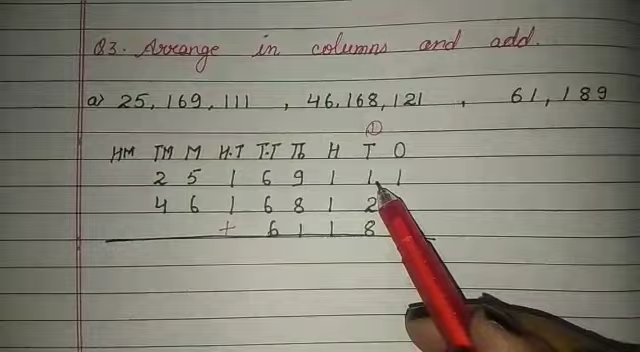 Q3. Arrange in columns and add.
a) 25,169,111 , 46,168,121 , 61,189
1
HM TM M H.T T.T Th H T O
2 5 1 6 9 1 1 1
4 6 1 6 8 1 2
+ 6 1 1 8